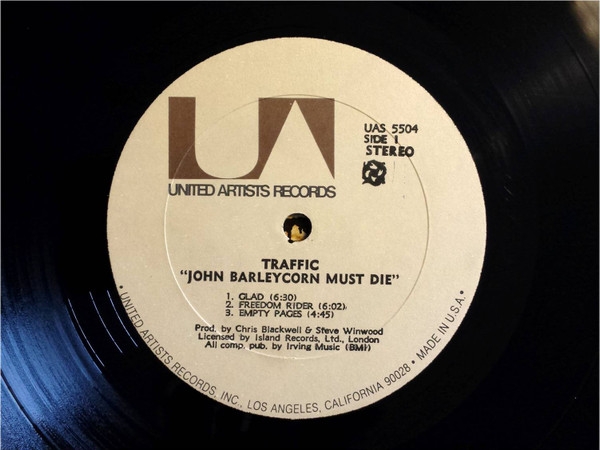 UA
UNITED ARTISTS RECORDS
UAS 5504
SIDE 1
STEREO
TRAFFIC
"JOHN BARLEYCORN MUST DIE"
1. GLAD (6:30)
2. FREEDOM RIDER (6:02)
3. EMPTY PAGES (4:45)
Prod. by Chris Blackwell & Steve Winwood
Licensed by Island Records, Ltd., London
All comp. pub. by Irving Music (BMI)
• UNITED ARTISTS RECORDS, INC., LOS ANGELES, CALIFORNIA 90028 • MADE IN U.S.A. •